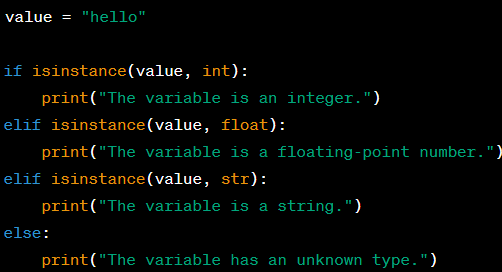 value = "hello"
if isinstance(value, int):
    print("The variable is an integer.")
elif isinstance(value, float):
    print("The variable is a floating-point number.")
elif isinstance(value, str):
    print("The variable is a string.")
else:
    print("The variable has an unknown type.")